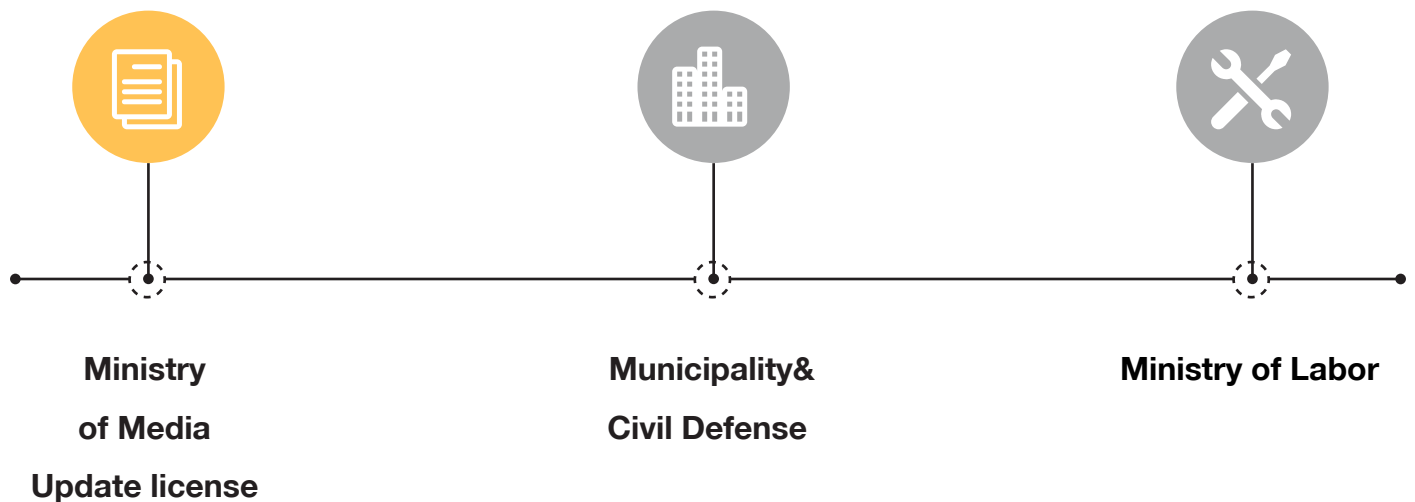 Ministry
of Media
Update license
Municipality&
Civil Defense
Ministry of Labor